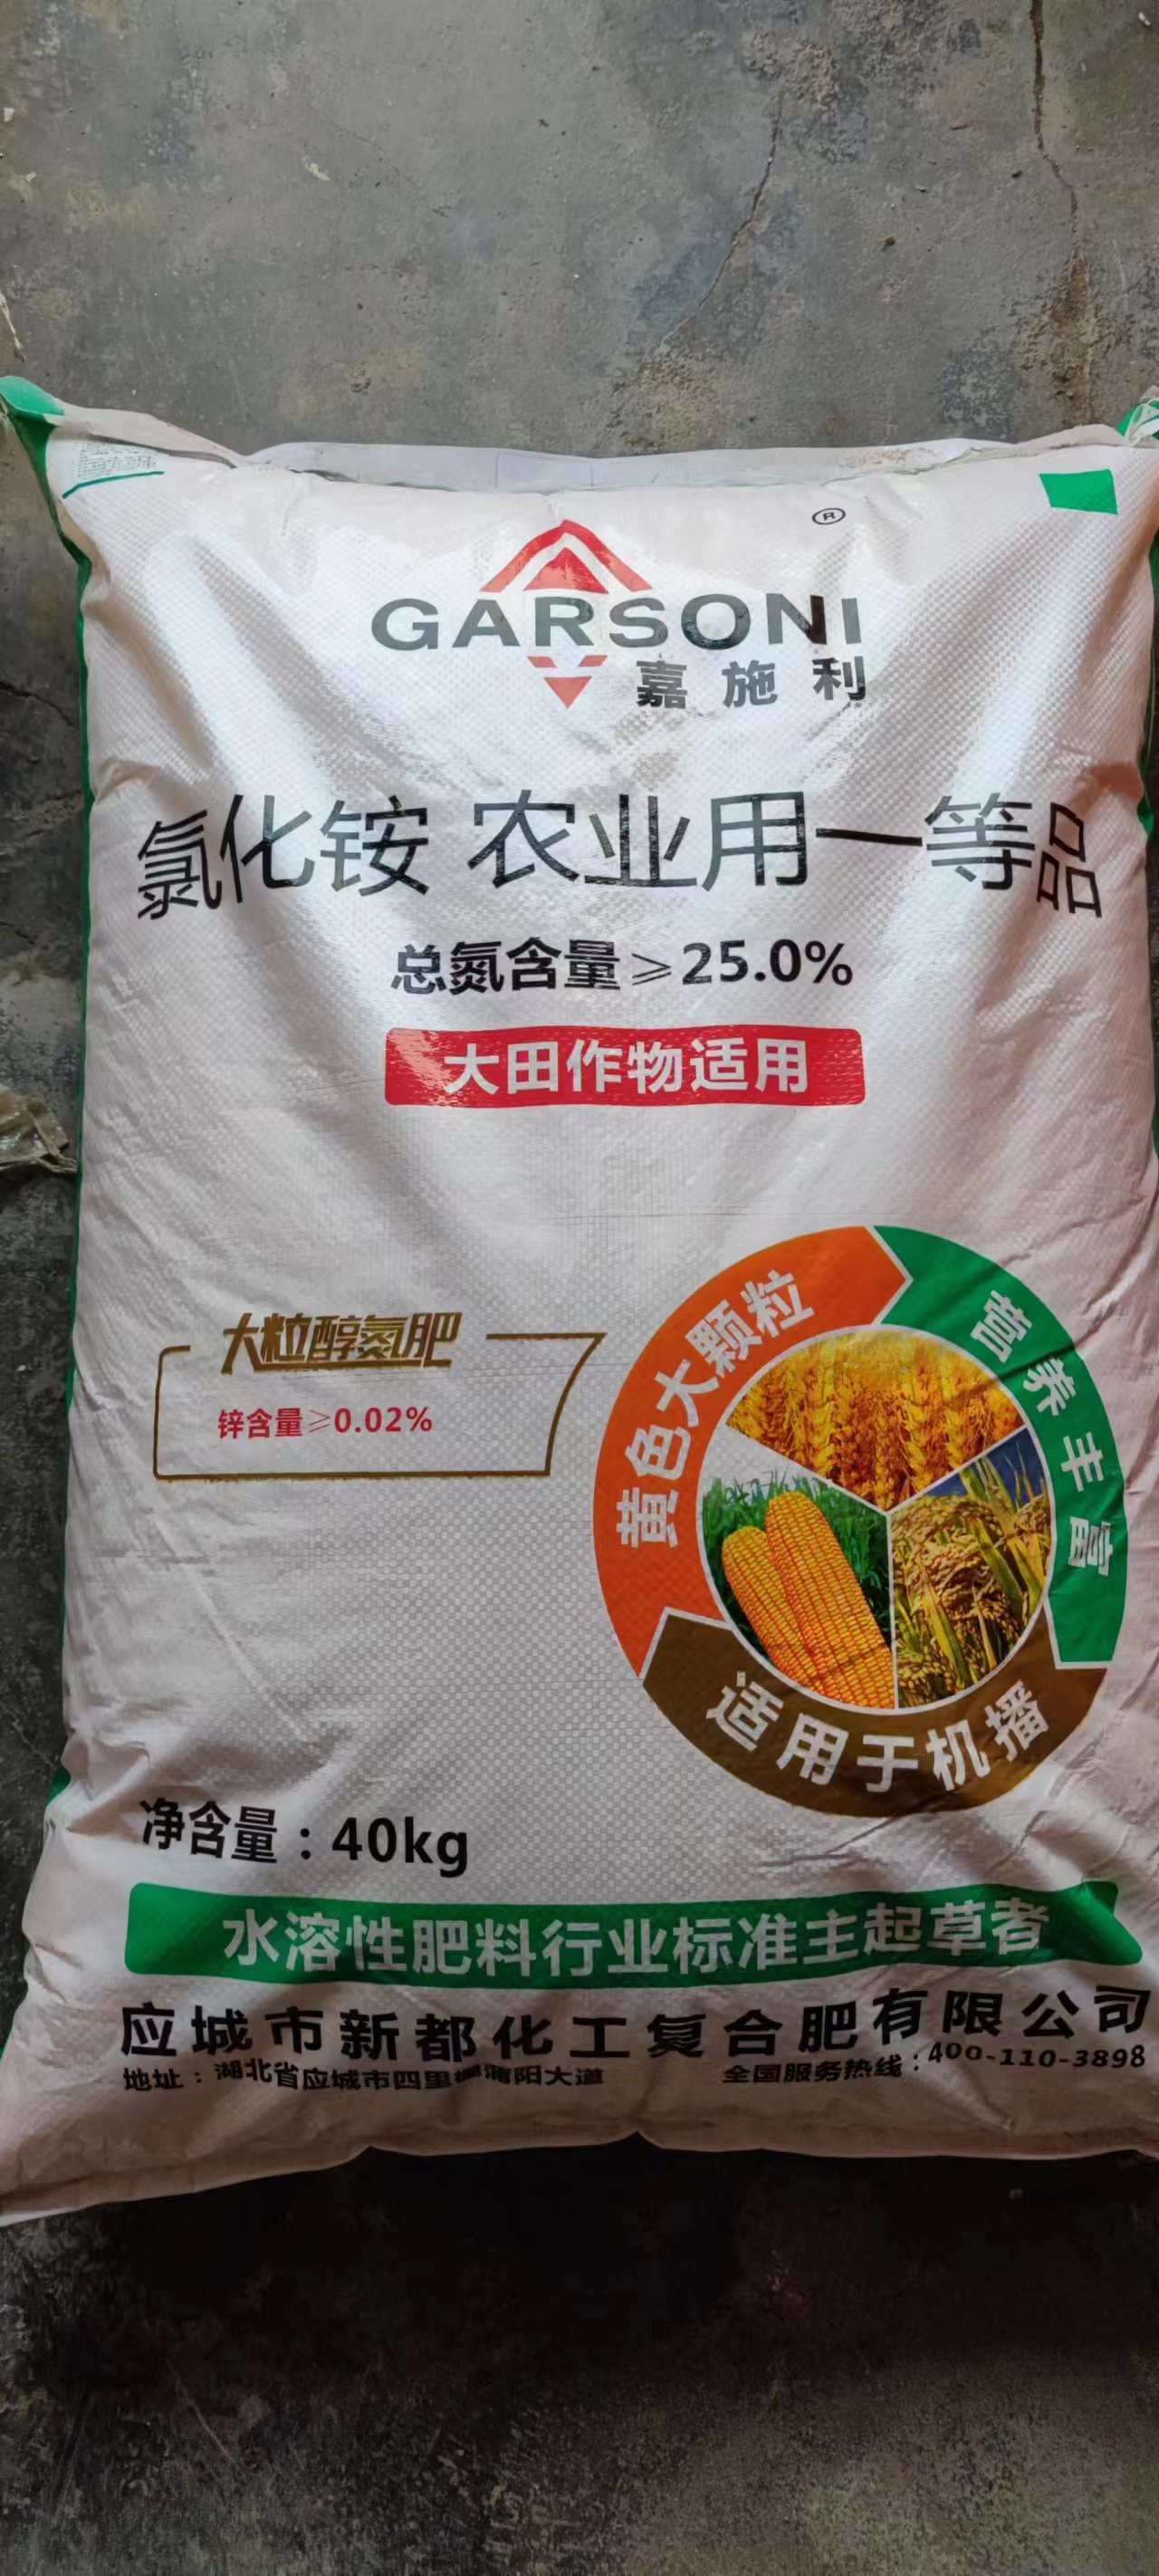 ®
GARSONI
嘉施利
氯化铵 农业用一等品
总氮含量≥25.0%
大田作物适用
黄色大颗粒
营养丰富
适用于机播
大粒醇氮肥
锌含量≥0.02%
净含量：40kg
水溶性肥料行业标准主起草者
应城市新都化工复合肥有限公司
地址：湖北省应城市四里棚蒲阳大道 全国服务热线：400-110-3898